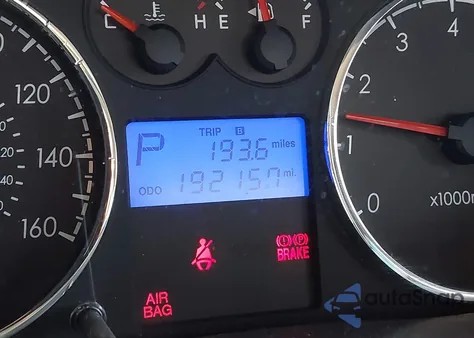 C H E F
TRIP B
P 193.6 miles
ODO 192157 mi.
120
140
160
0
1
2
3
4
x1000r
(!) (P)
BRAKE
AIR
BAG
autoSnap